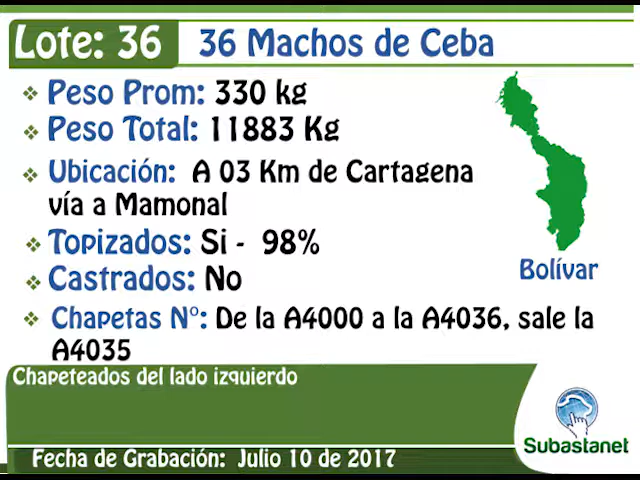 Lote: 36
36 Machos de Ceba
Peso Prom: 330 kg
Peso Total: 11883 Kg
Ubicación: A 03 Km de Cartagena
vía a Mamonal
Topizados: Si - 98%
Castrados: No
Chapetas N°: De la A4000 a la A4036, sale la
A4035
Bolívar
Chapeteados del lado izquierdo
Subastanet
Fecha de Grabación: Julio 10 de 2017